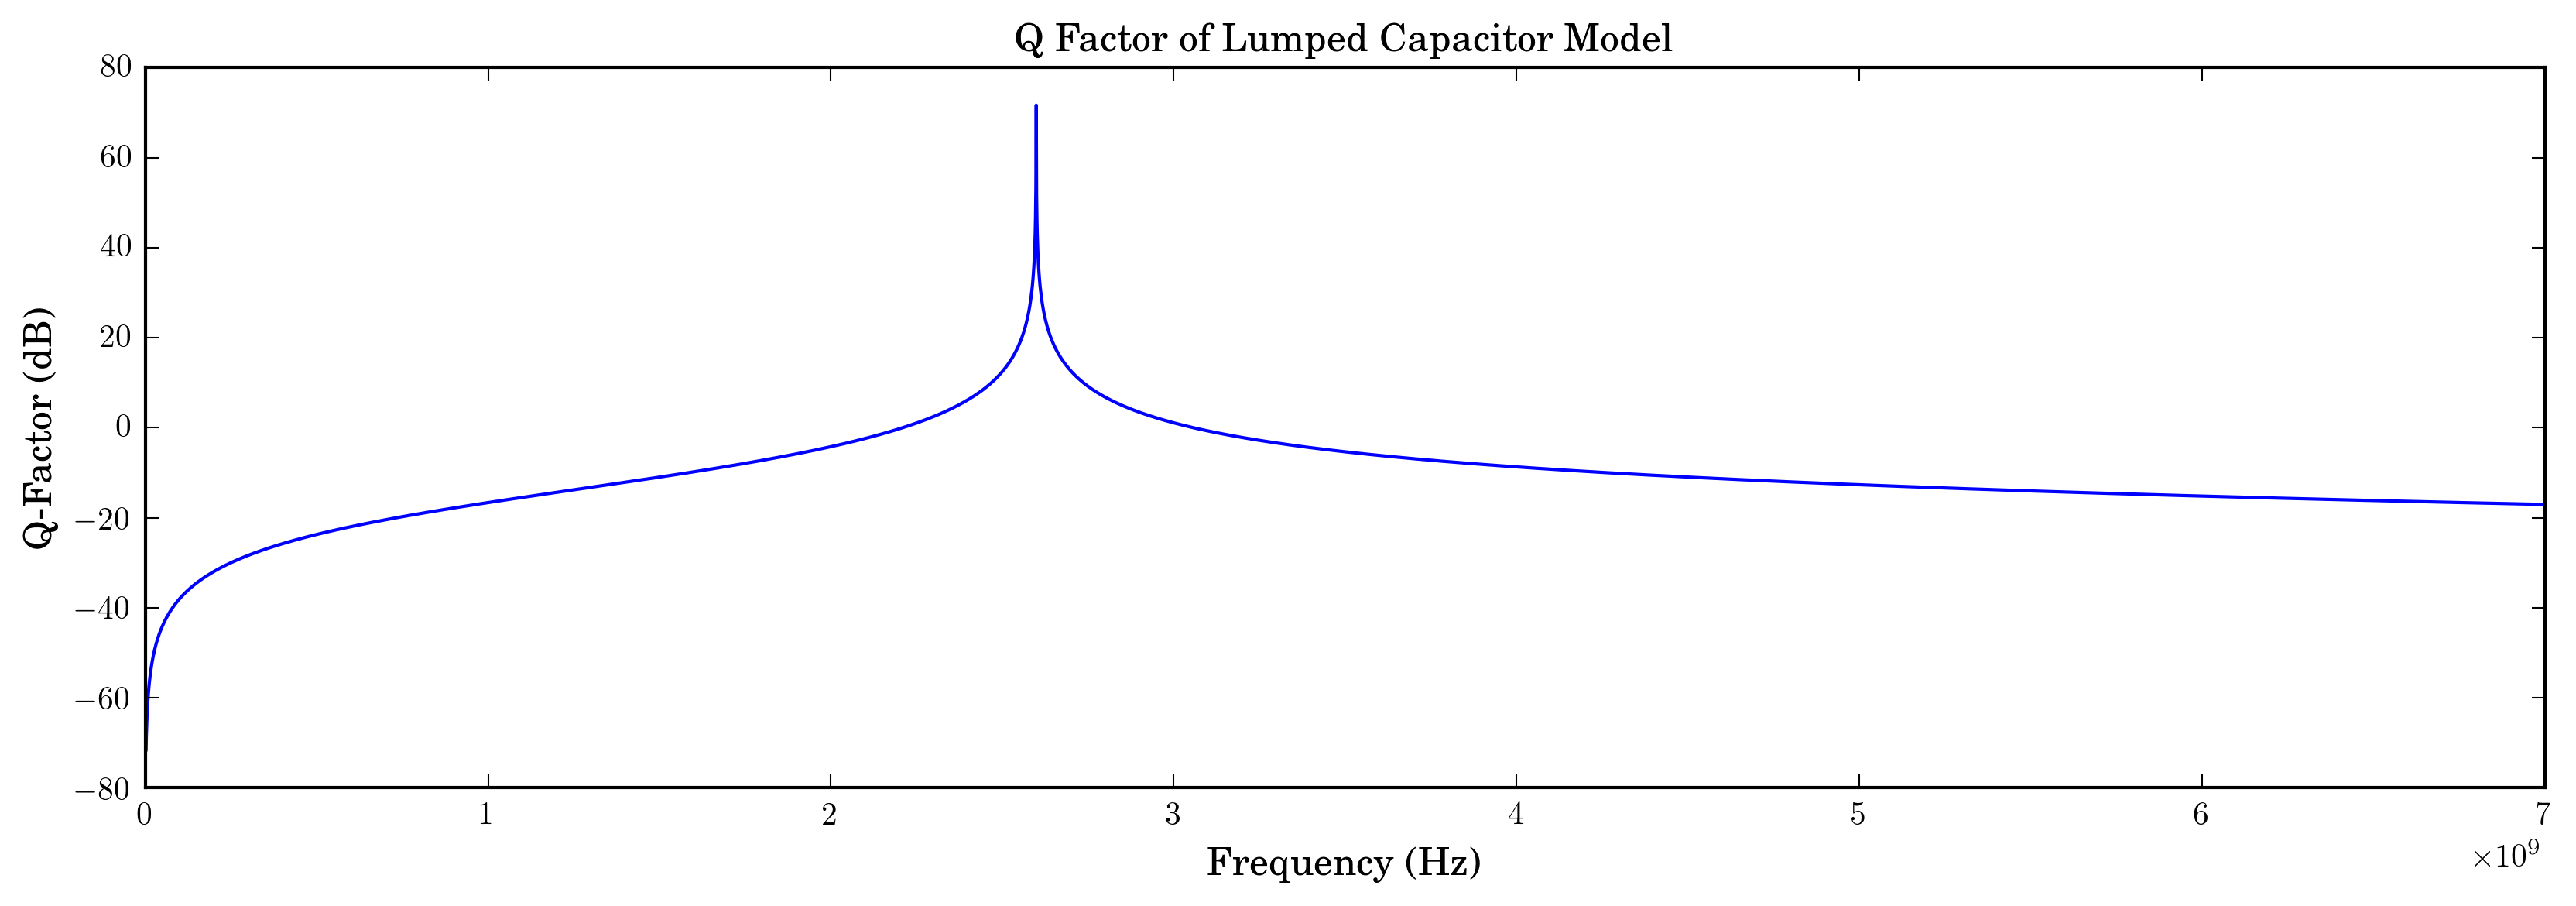 Q Factor of Lumped Capacitor Model
80
60
40
20
0
−20
−40
−60
−80
Q-Factor (dB)
0 1 2 3 4 5 6 7
×10⁹
Frequency (Hz)